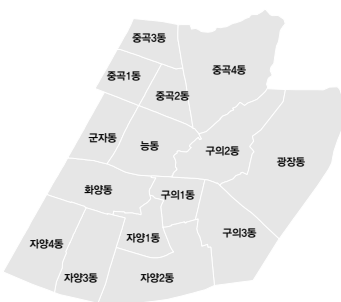 중곡3동
중곡4동
중곡1동
중곡2동
군자동
능동
구의2동
광장동
화양동
구의1동
구의3동
자양1동
자양4동
자양3동
자양2동